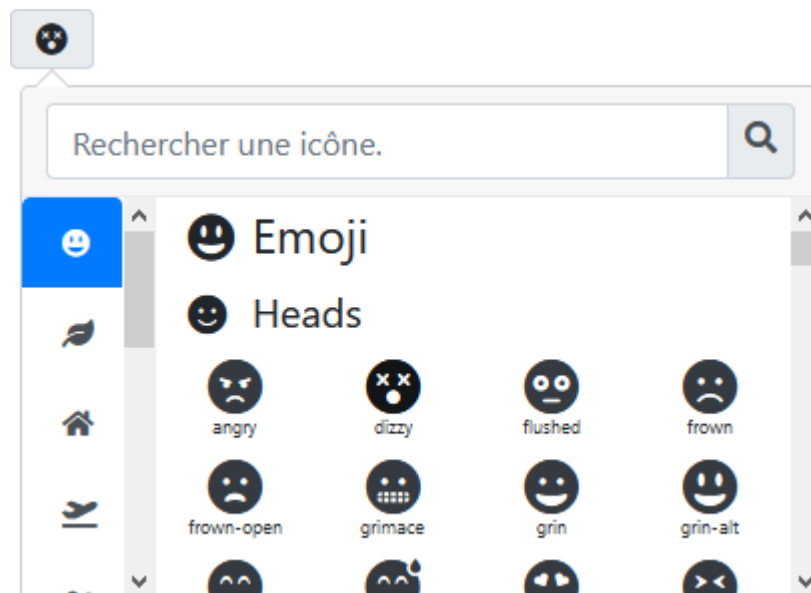 Rechercher une icône.
Emoji
Heads
angry dizzy flushed frown
frown-open grimace grin grin-alt